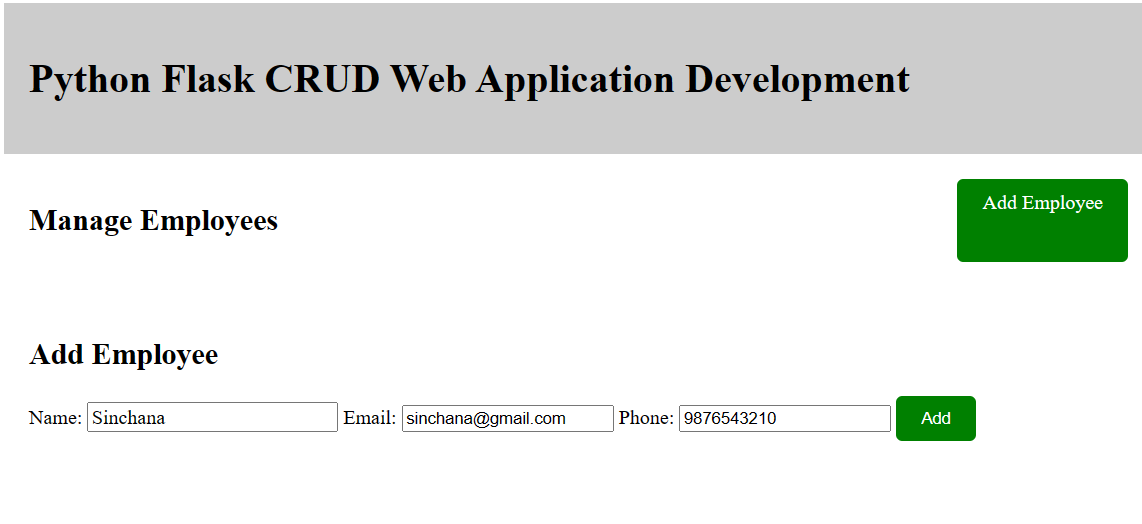 Python Flask CRUD Web Application Development
Manage Employees
Add Employee
Add Employee
Name: Sinchana Email: sinchana@gmail.com Phone: 9876543210 Add